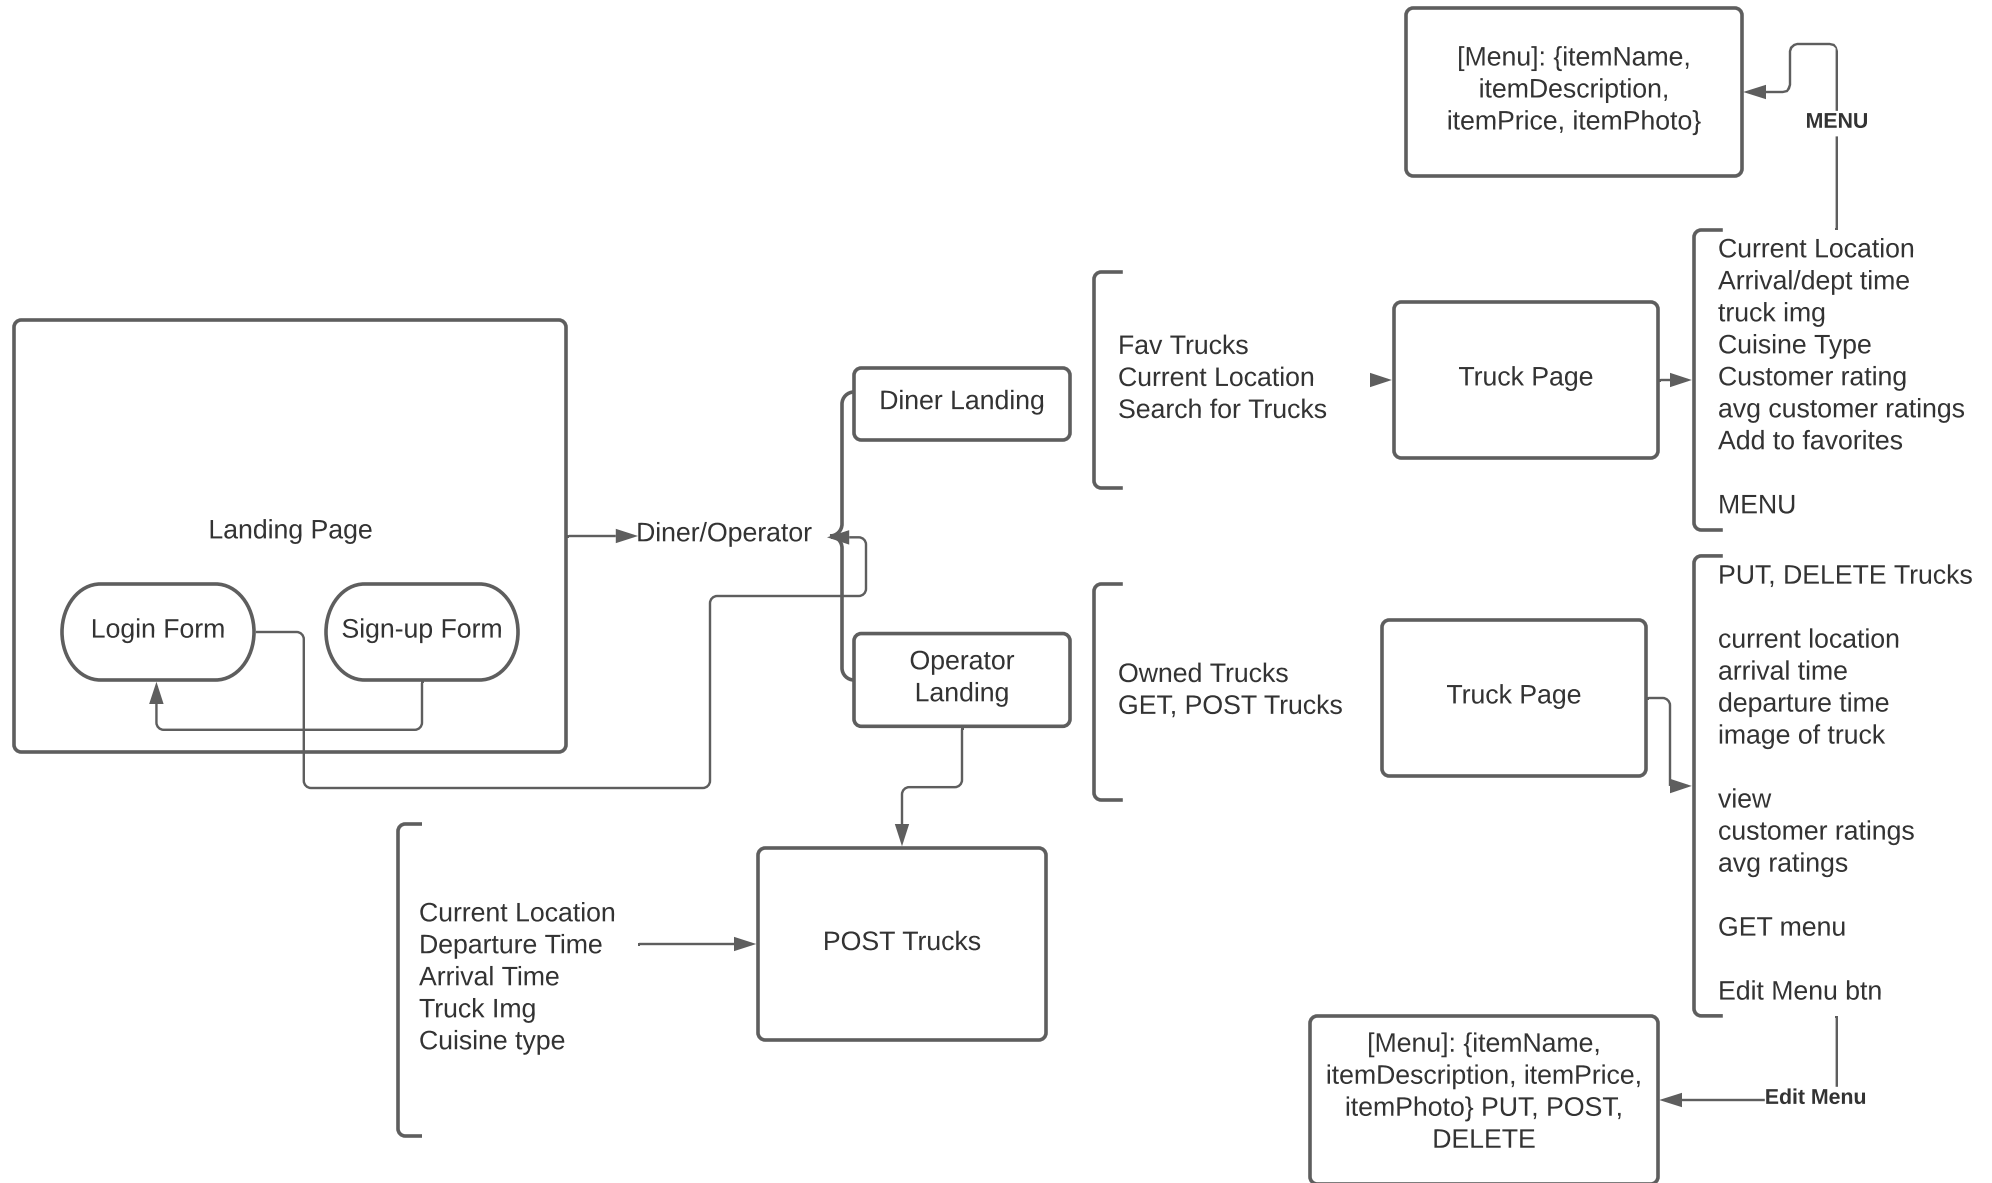 [Menu]: {itemName,
itemDescription,
itemPrice, itemPhoto}
MENU
Current Location
Arrival/dept time
truck img
Cuisine Type
Customer rating
avg customer ratings
Add to favorites
MENU
Fav Trucks
Current Location
Search for Trucks
Truck Page
Diner Landing
Landing Page
Diner/Operator
Login Form
Sign-up Form
Operator
Landing
Owned Trucks
GET, POST Trucks
Truck Page
PUT, DELETE Trucks
current location
arrival time
departure time
image of truck
view
customer ratings
avg ratings
GET menu
Edit Menu btn
Current Location
Departure Time
Arrival Time
Truck Img
Cuisine type
POST Trucks
[Menu]: {itemName,
itemDescription, itemPrice,
itemPhoto} PUT, POST,
DELETE
Edit Menu